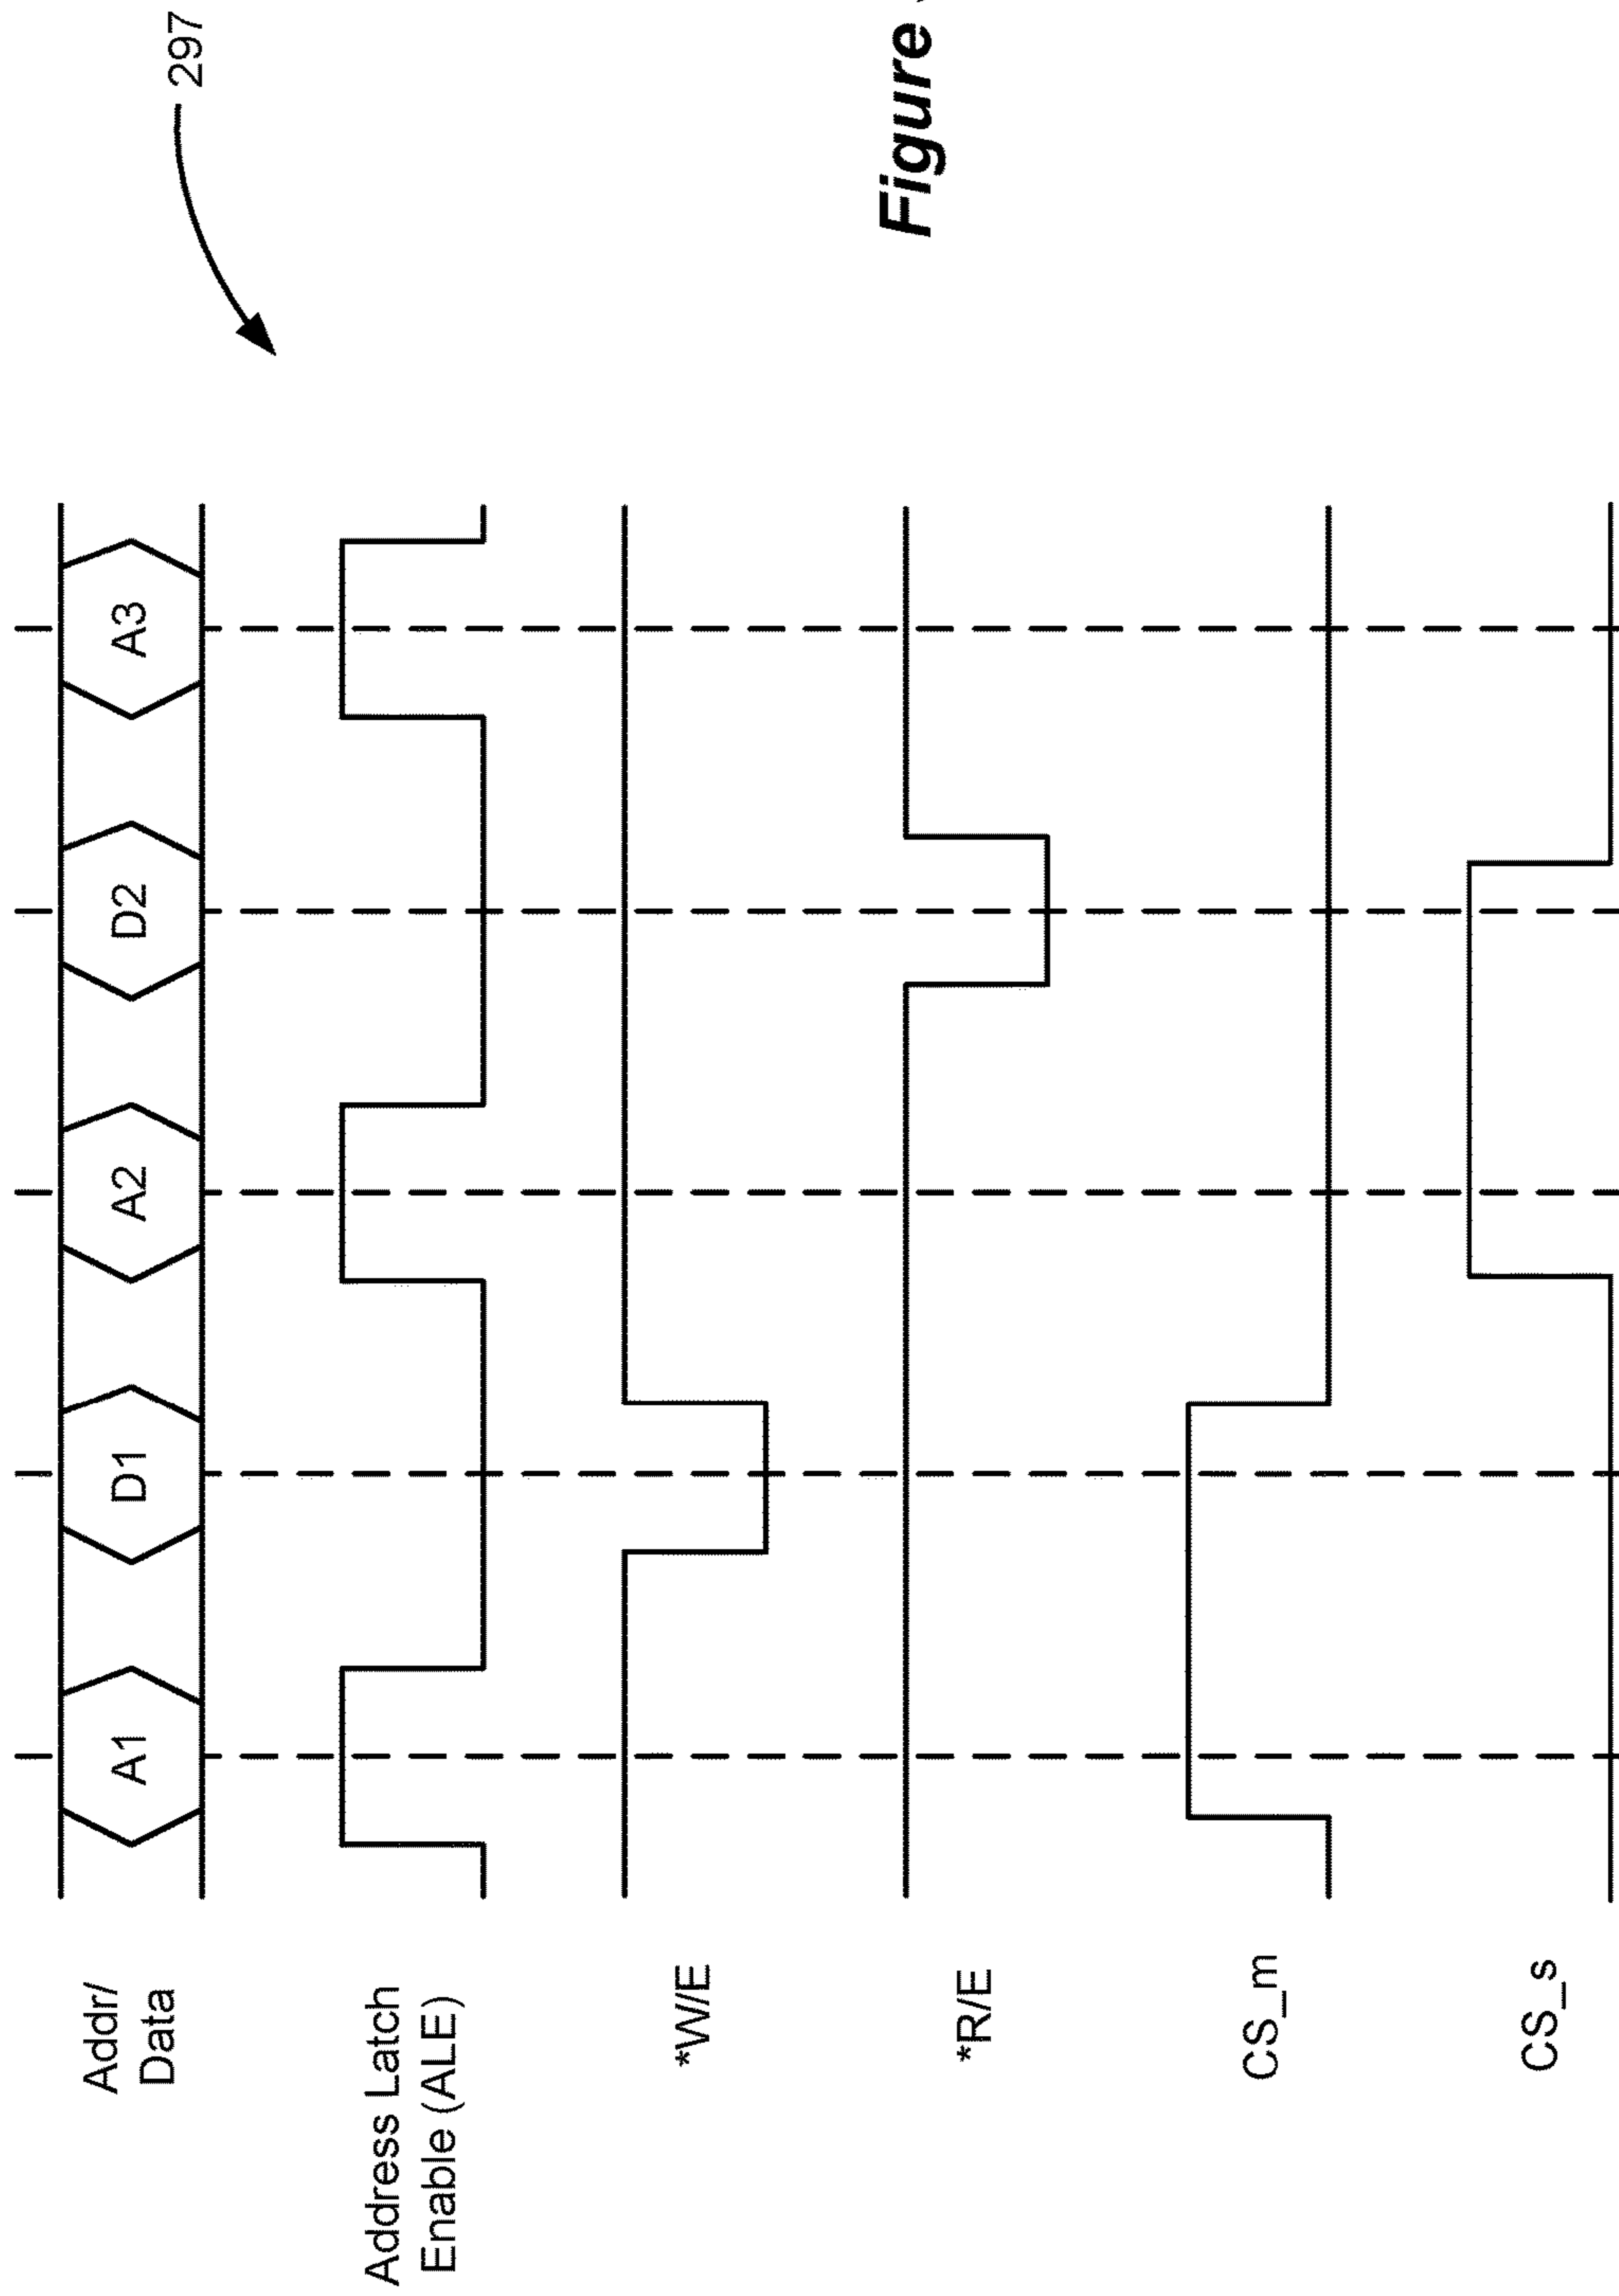 Addr/
Data
A1
D1
A2
D2
A3
297
Address Latch
Enable (ALE)
*W/E
*R/E
CS_m
CS_s
Figure